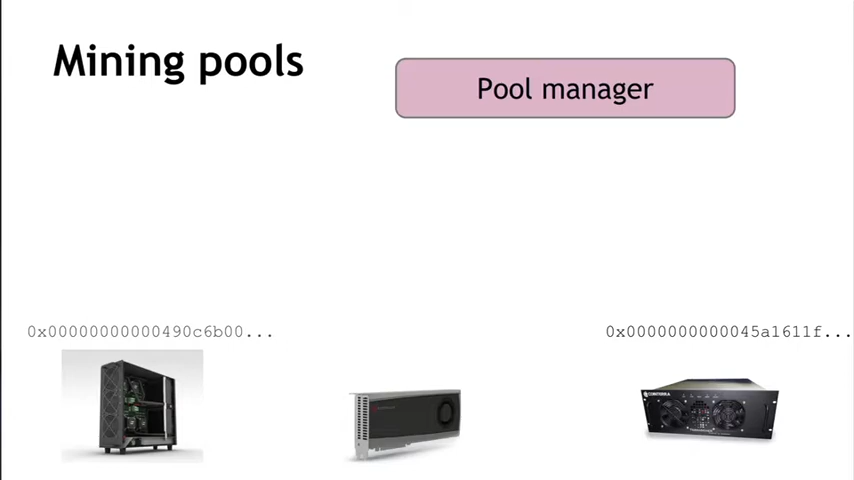 Mining pools
Pool manager
0x00000000000490c6b00...
0x0000000000045a1611f...